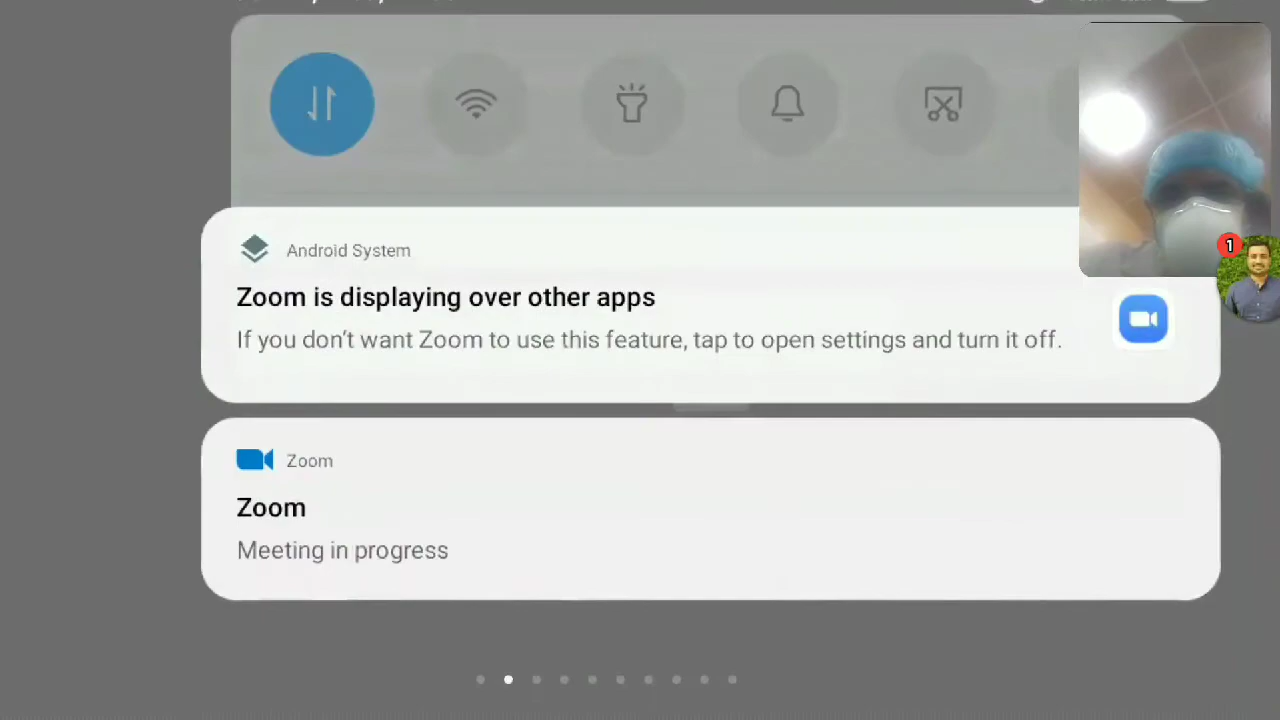 1
Android System
Zoom is displaying over other apps
If you don't want Zoom to use this feature, tap to open settings and turn it off.
Zoom
Zoom
Meeting in progress